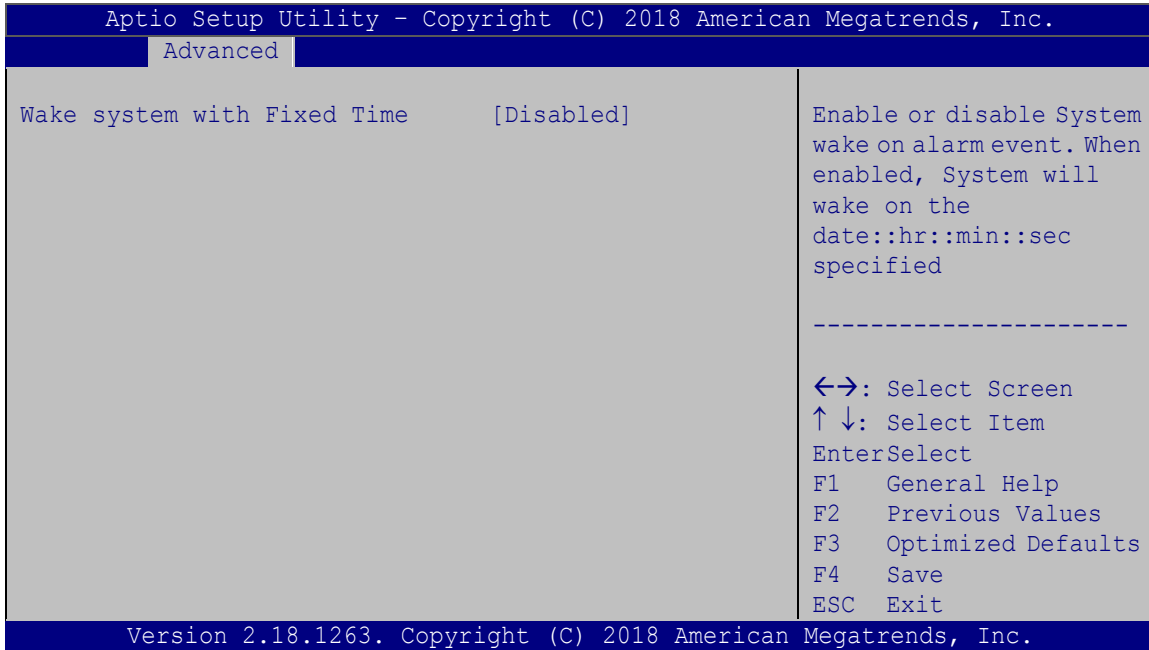 Aptio Setup Utility – Copyright (C) 2018 American Megatrends, Inc.
Advanced
Wake system with Fixed Time [Disabled]
Enable or disable System
wake on alarm event. When
enabled, System will
wake on the
date::hr::min::sec
specified
----------------------
←→: Select Screen
↑ ↓: Select Item
EnterSelect
F1 General Help
F2 Previous Values
F3 Optimized Defaults
F4 Save
ESC Exit
Version 2.18.1263. Copyright (C) 2018 American Megatrends, Inc.